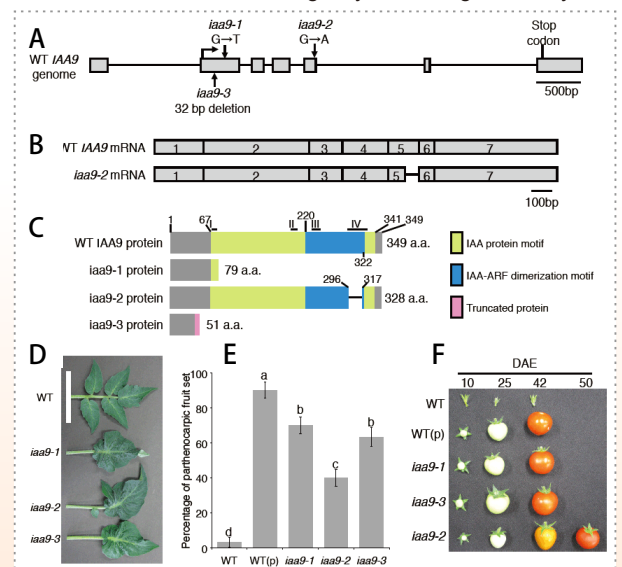 A
iaa9-1
G→T
iaa9-2
G→A
Stop
codon
WT IAA9
genome
iaa9-3
32 bp deletion
500bp
B
WT IAA9 mRNA
1 2 3 4 5 6 7
iaa9-2 mRNA
1 2 3 4 5 6 7
100bp
C
1 67 I II 220 III IV 341 349
WT IAA9 protein
349 a.a.
322
iaa9-1 protein
79 a.a.
296 317
iaa9-2 protein
328 a.a.
iaa9-3 protein
51 a.a.
IAA protein motif
IAA-ARF dimerization motif
Truncated protein
D
WT
iaa9-1
iaa9-2
iaa9-3
E
Percentage of parthenocarpic fruit set
100
80
60
40
20
0
d a b c b
WT WT(p) iaa9-1 iaa9-2 iaa9-3
F
DAE
10 25 42 50
WT
WT(p)
iaa9-1
iaa9-3
iaa9-2